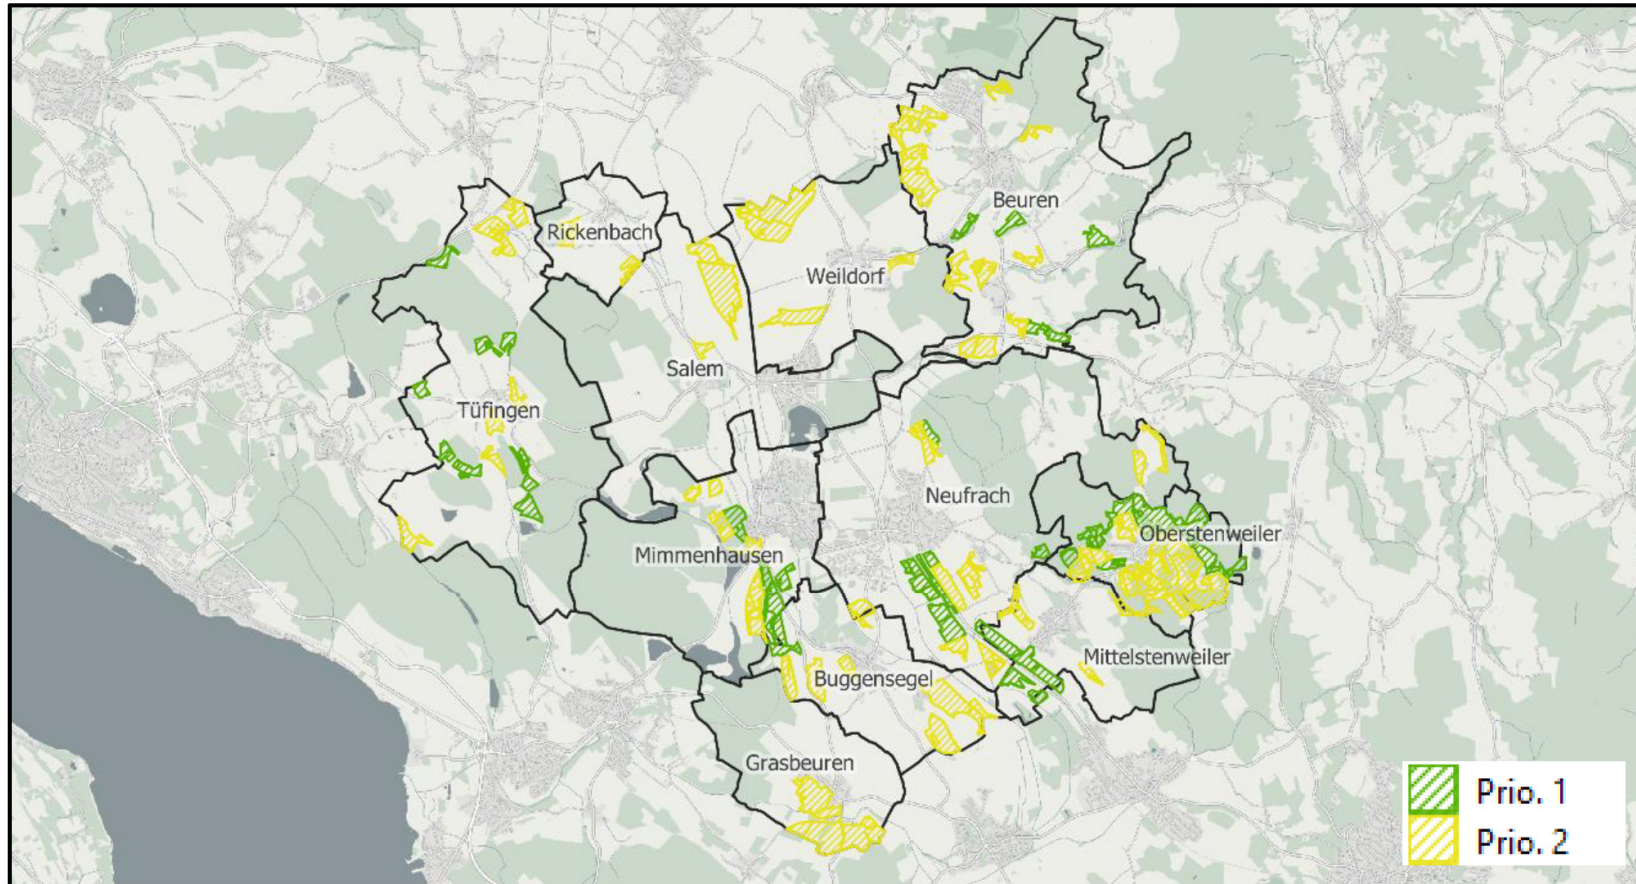 Beuren
Rickenbach
Weildorf
Salem
Tüfingen
Neufrach
Oberstenweiler
Mimmenhausen
Mittelstenweiler
Buggensegel
Grasbeuren
Prio. 1
Prio. 2